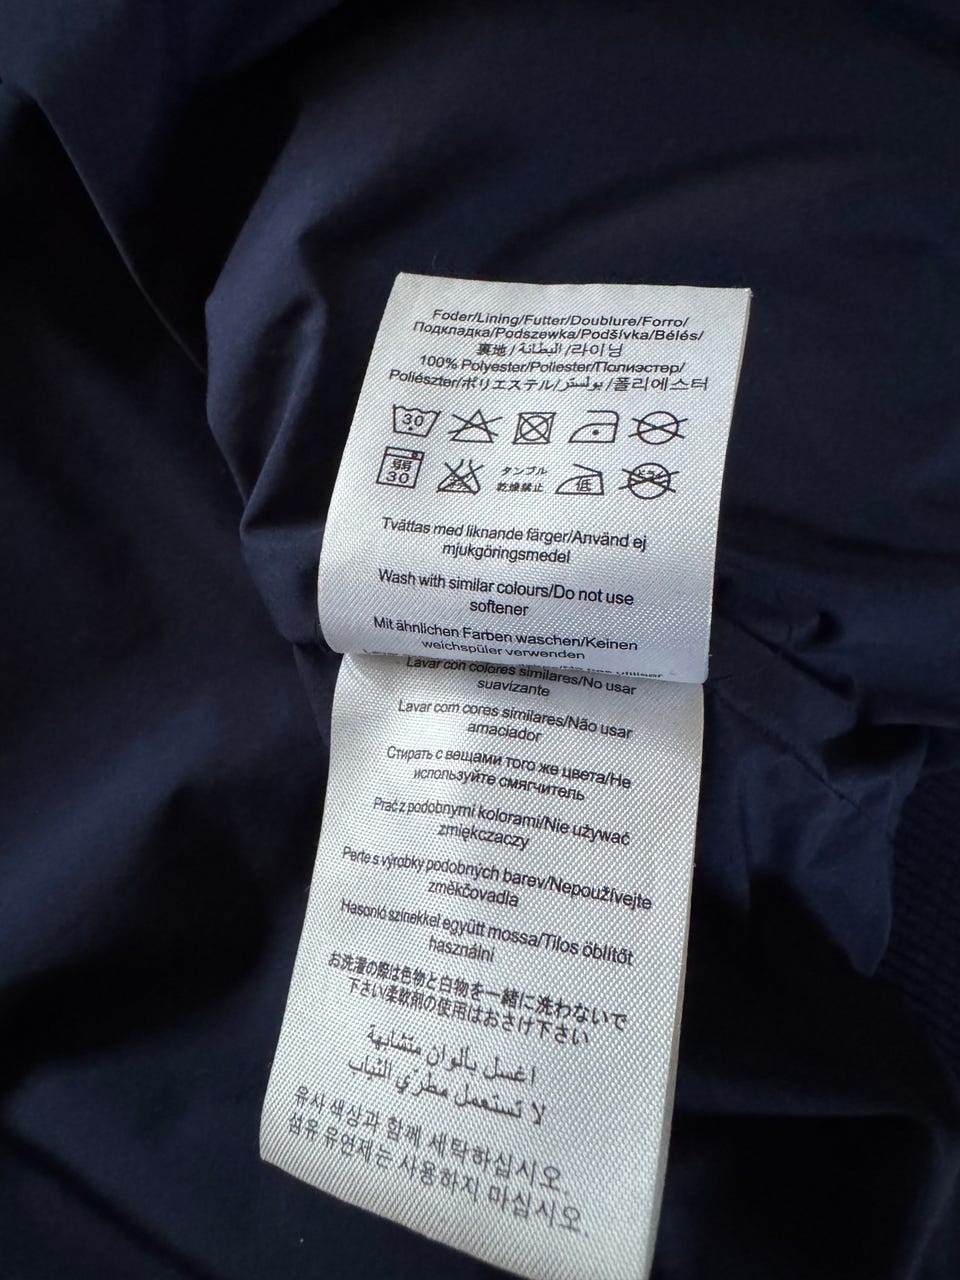 Foder/Lining/Futter/Doublure/Forro/
Подкладка/Podszewka/Podšívka/Bélés/
裏地/البطانة/라이닝
100% Polyester/Poliester/Полиэстер/
Poliészter/ポリエステル/بولستر/폴리에스터
30
弱
30
タンブル
乾燥禁止
低
ドライ
Tvättas med liknande färger/Använd ej
mjukgöringsmedel
Wash with similar colours/Do not use
softener
Mit ähnlichen Farben waschen/Keinen
weichspüler verwenden
Lavar con colores similares/No usar
suavizante
Lavar com cores similares/Não usar
amaciador
Стирать с вещами того же цвета/Не
используйте смягчитель
Prać z podobnymi kolorami/Nie używać
zmiękczaczy
Perte s výrobky podobných barev/Nepoužívejte
změkčovadla
Hasonló színekkel együtt mossa/Tilos öblítőt
használni
お洗濯の際は色物と白物を一緒に洗わないで
下さい柔軟剤の使用はおさけ下さい
اغسل بألوان متشابهة
لا تستعمل مطري الثياب
유사 색상과 함께 세탁하십시오.
섬유 유연제는 사용하지 마십시오.